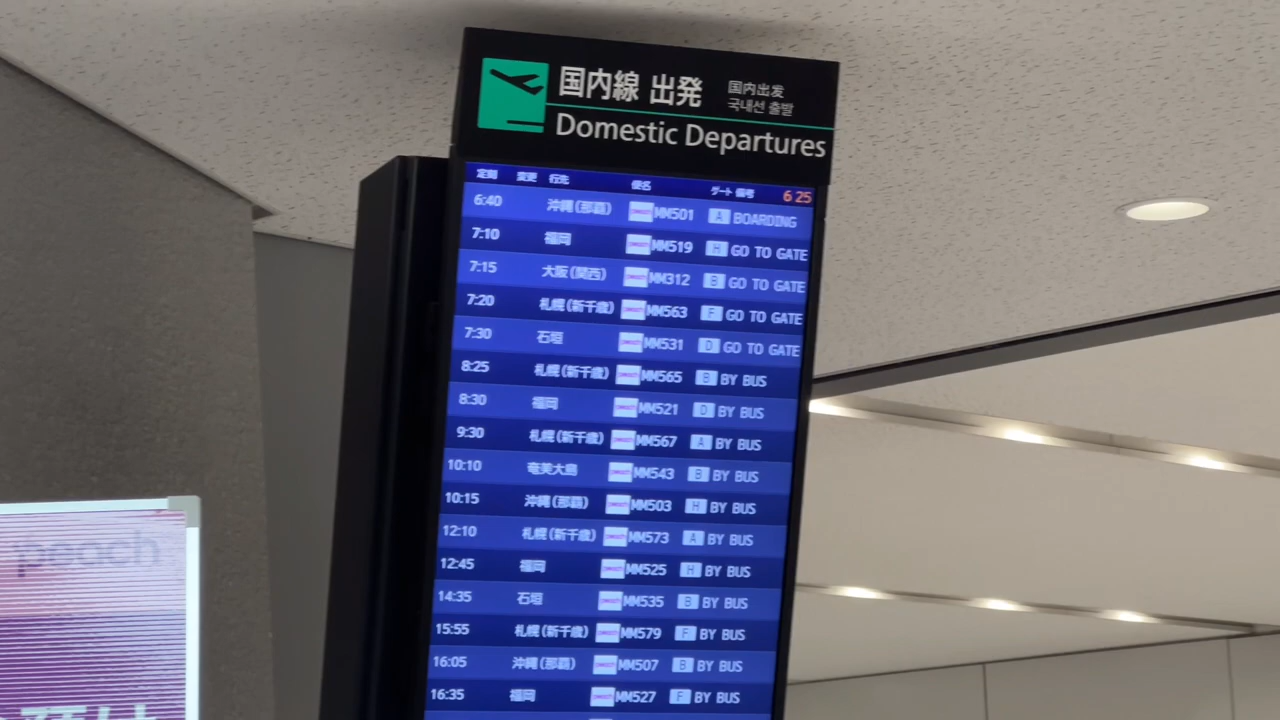 国内線 出発 国内出发
국내선 출발
Domestic Departures
定刻 変更 行先 便名 ゲート 備考 6 25
6:40 沖縄(那覇) MM501 A BOARDING
7:10 福岡 MM519 H GO TO GATE
7:15 大阪(関西) MM312 B GO TO GATE
7:20 札幌(新千歳) MM563 F GO TO GATE
7:30 石垣 MM531 D GO TO GATE
8:25 札幌(新千歳) MM565 B BY BUS
8:30 福岡 MM521 D BY BUS
9:30 札幌(新千歳) MM567 A BY BUS
10:10 奄美大島 MM543 B BY BUS
10:15 沖縄(那覇) MM503 H BY BUS
12:10 札幌(新千歳) MM573 A BY BUS
12:45 福岡 MM525 H BY BUS
14:35 石垣 MM535 B BY BUS
15:55 札幌(新千歳) MM579 F BY BUS
16:05 沖縄(那覇) MM507 B BY BUS
16:35 福岡 MM527 F BY BUS
peach